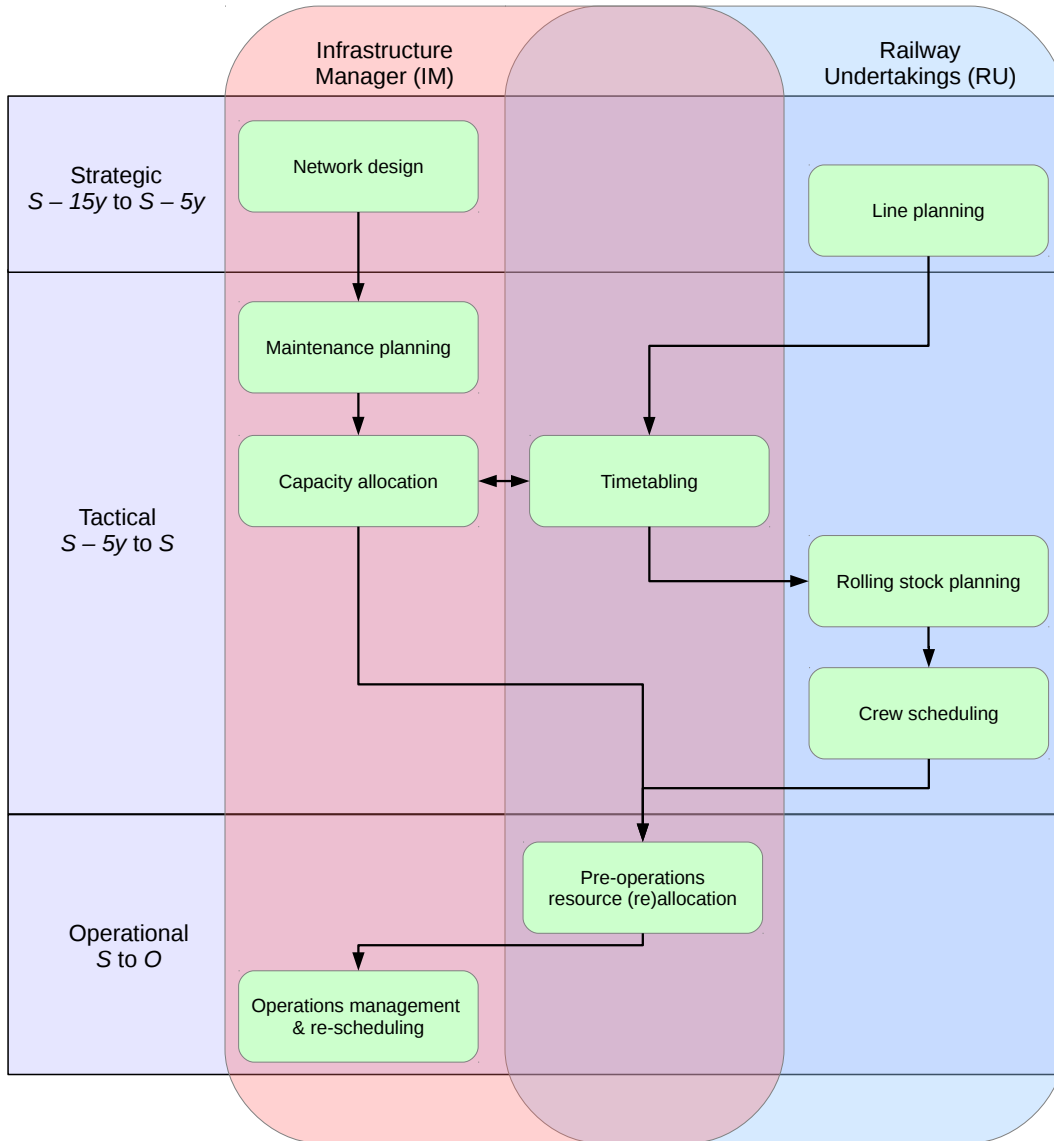 Infrastructure
Manager (IM)
Railway
Undertakings (RU)
Strategic
S – 15y to S – 5y
Network design
Line planning
Tactical
S – 5y to S
Maintenance planning
Capacity allocation
Timetabling
Rolling stock planning
Crew scheduling
Operational
S to O
Pre-operations
resource (re)allocation
Operations management
& re-scheduling